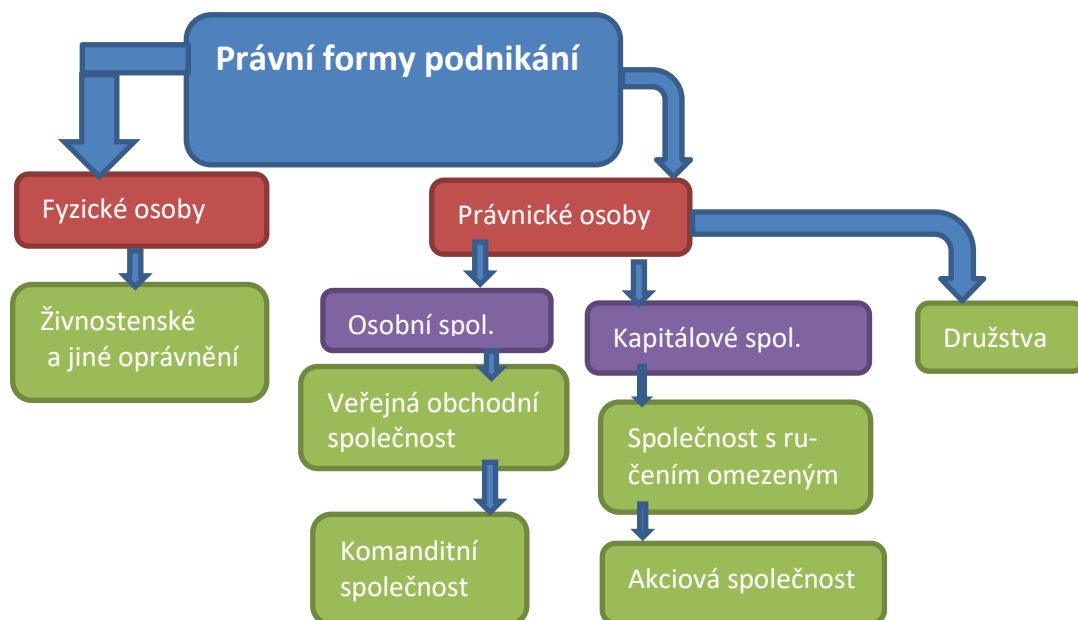 Právní formy podnikání
Fyzické osoby
Právnické osoby
Živnostenské
a jiné oprávnění
Osobní spol.
Kapitálové spol.
Družstva
Veřejná obchodní
společnost
Společnost s ru-
čením omezeným
Komanditní
společnost
Akciová společnost